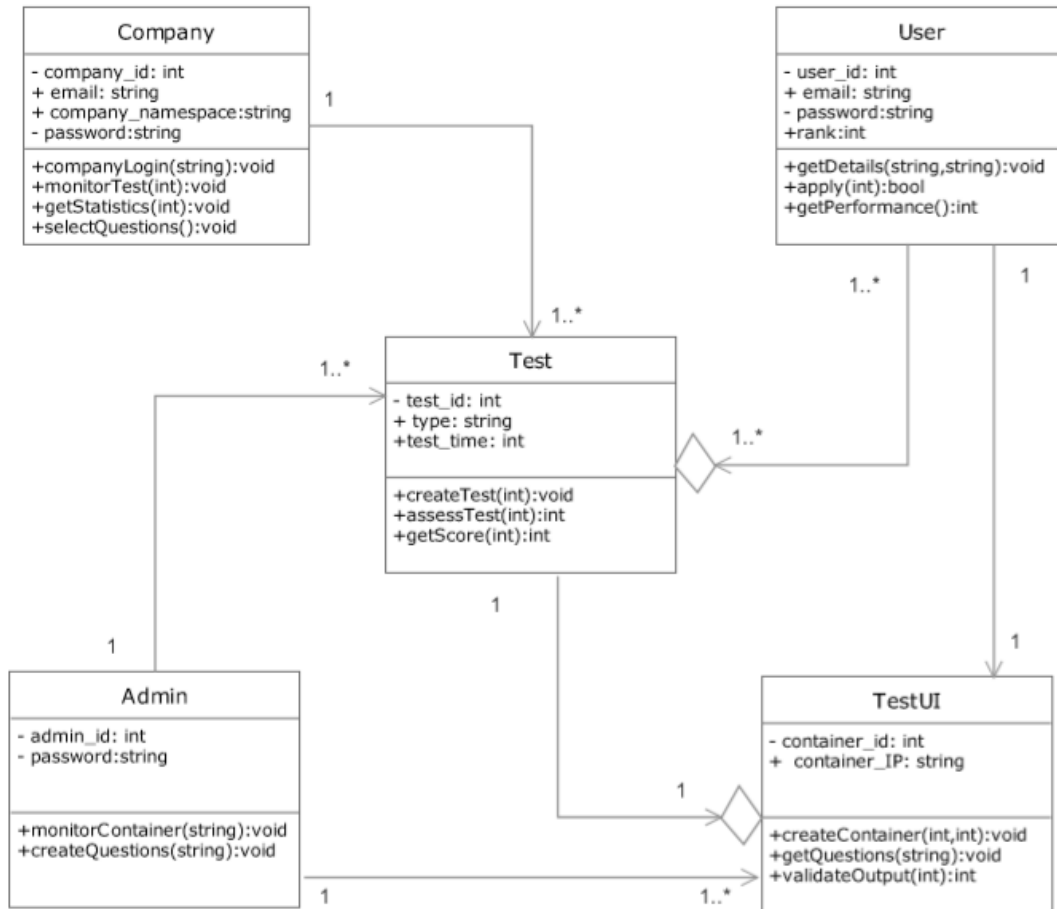 Company
- company_id: int
+ email: string
+ company_namespace:string
- password:string
+companyLogin(string):void
+monitorTest(int):void
+getStatistics(int):void
+selectQuestions():void
User
- user_id: int
+ email: string
- password:string
+rank:int
+getDetails(string,string):void
+apply(int):bool
+getPerformance():int
1
1..*
1
1..*
1..*
Test
- test_id: int
+ type: string
+test_time: int
+createTest(int):void
+assessTest(int):int
+getScore(int):int
1..*
1
1
1
Admin
- admin_id: int
- password:string
+monitorContainer(string):void
+createQuestions(string):void
TestUI
- container_id: int
+ container_IP: string
+createContainer(int,int):void
+getQuestions(string):void
+validateOutput(int):int
1
1
1..*